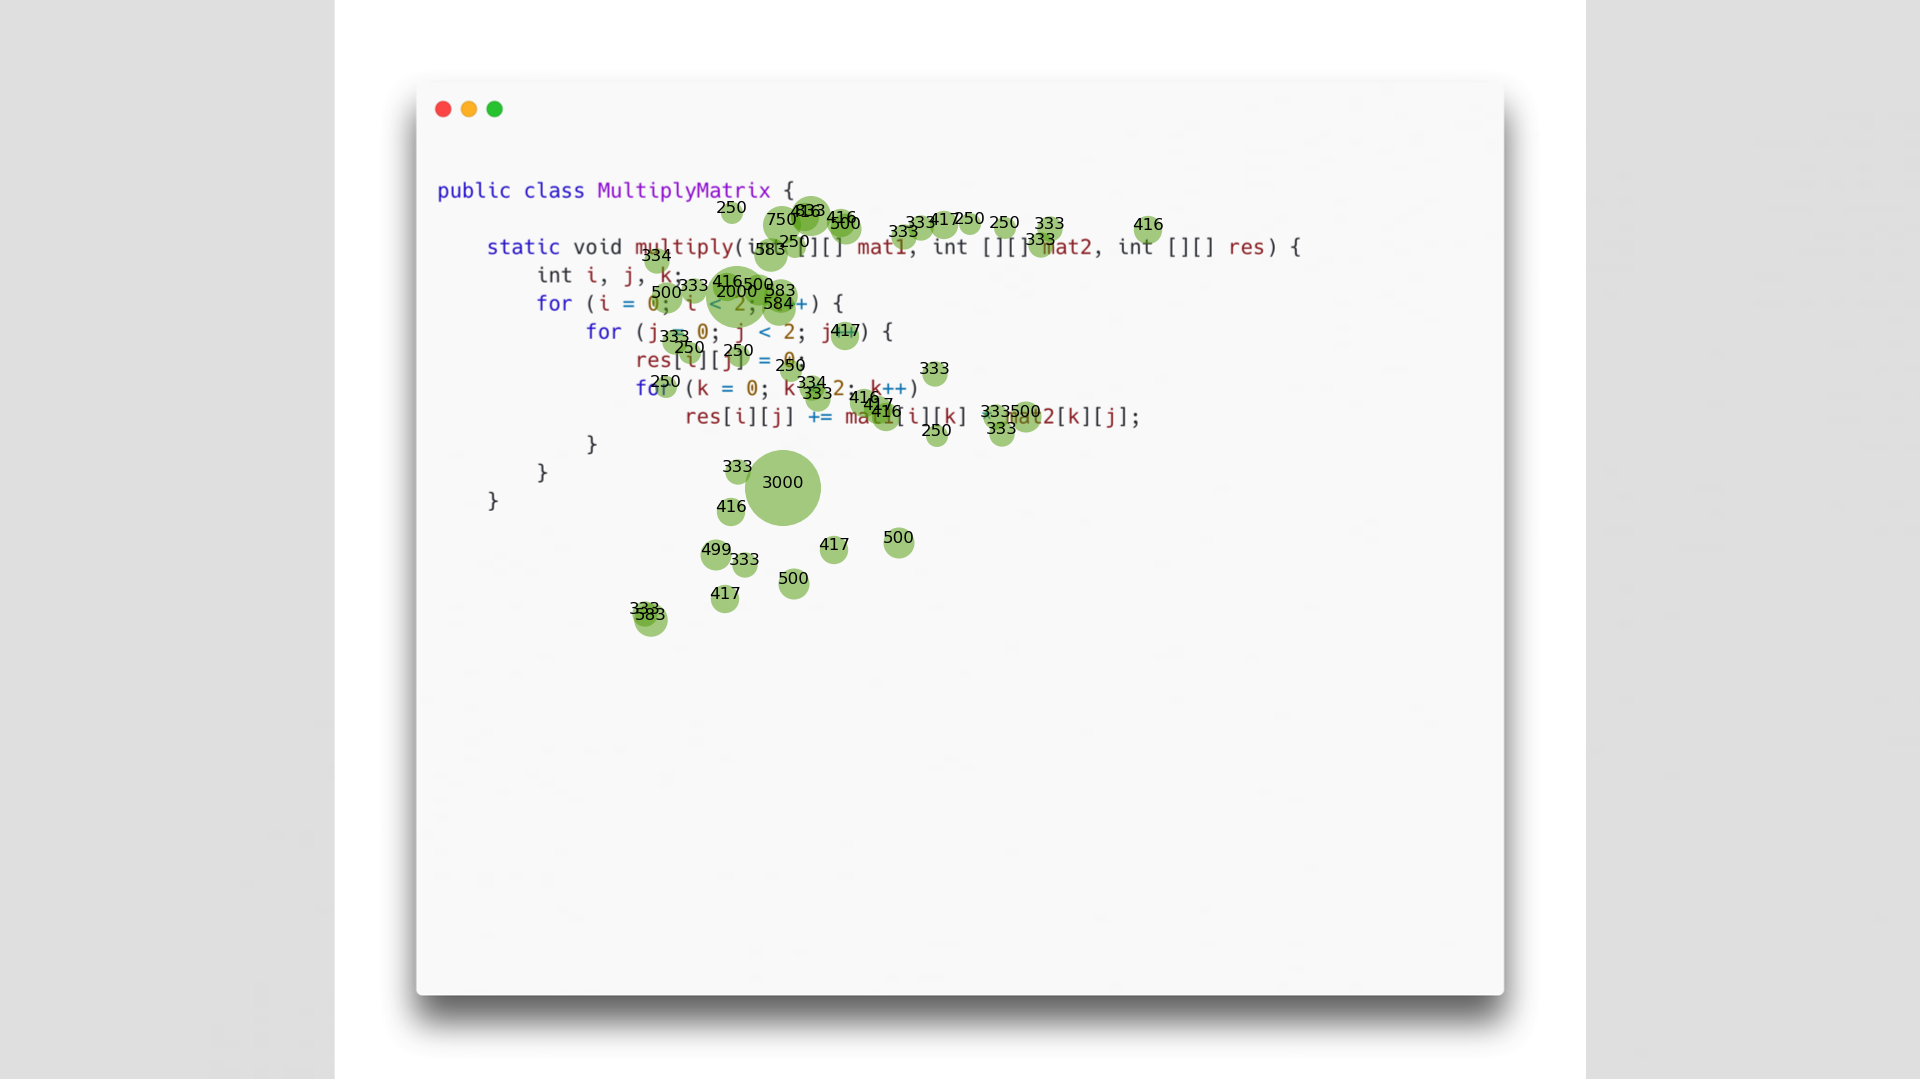 public class MultiplyMatrix {
250 750 416 833 416 500 333 333 417 250 250 333 333 416
static void multiply(int [][] mat1, int [][] mat2, int [][] res) {
334 583 250
int i, j, k;
500 333 416 2000 500 583 584
for (i = 0; i < 2; i++) {
for (j = 0; j < 2; j++) {
333 417
res[i][j] = 0;
250 250 250 333
for (k = 0; k < 2; k++)
250 334 333
res[i][j] += mat1[i][k] * mat2[k][j];
416 417 416 333 500
250 333
}
}
333 3000
}
416
499 333 417 500
417 500
333
583